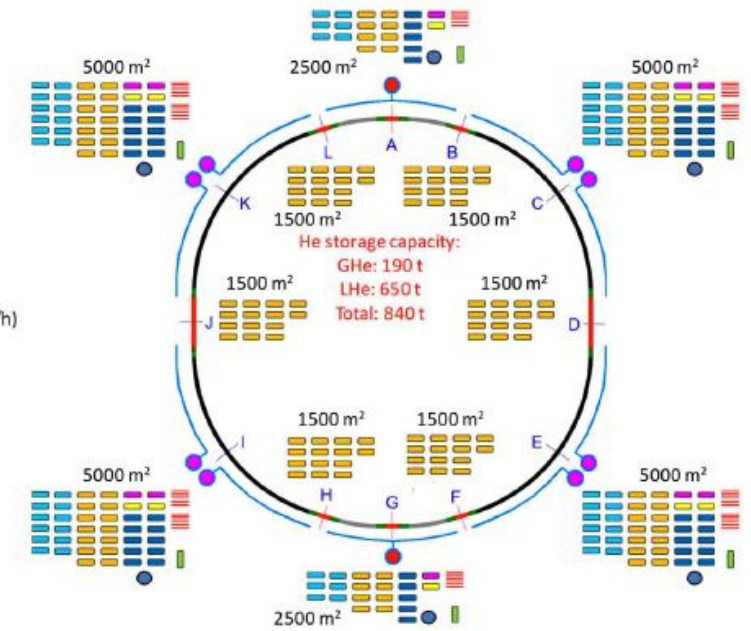 5000 m²
2500 m²
5000 m²
L
A
B
K
C
1500 m²
1500 m²
He storage capacity:
GHe: 190 t
LHe: 650 t
Total: 840 t
1500 m²
1500 m²
/h)
J
D
1500 m²
1500 m²
I
E
H
G
F
5000 m²
5000 m²
2500 m²